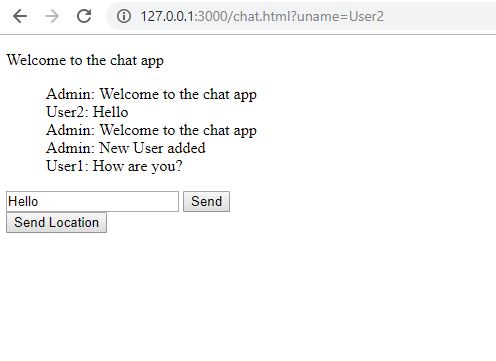 127.0.0.1:3000/chat.html?uname=User2
Welcome to the chat app
Admin: Welcome to the chat app
User2: Hello
Admin: Welcome to the chat app
Admin: New User added
User1: How are you?
Hello Send
Send Location